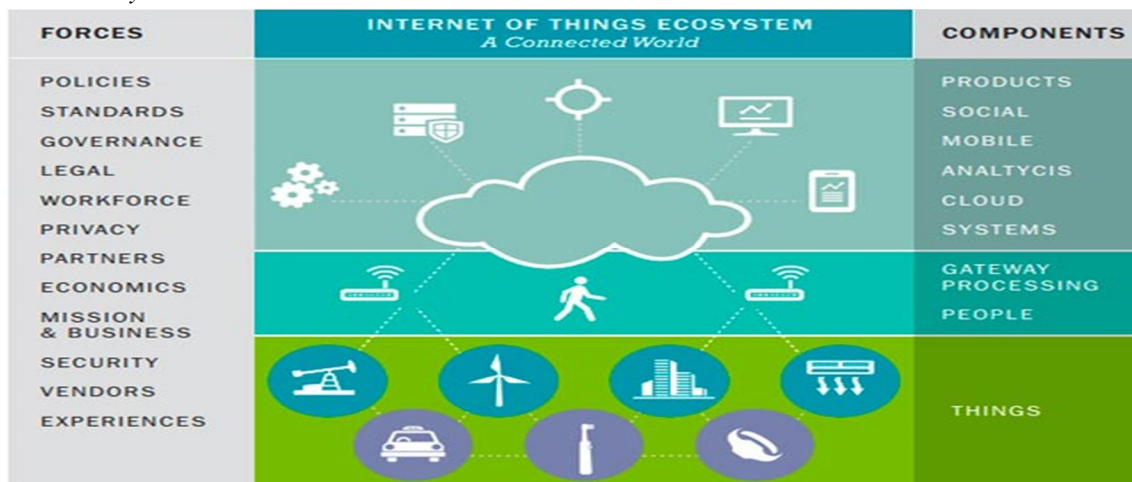 FORCES
INTERNET OF THINGS ECOSYSTEM
A Connected World
COMPONENTS
POLICIES
STANDARDS
GOVERNANCE
LEGAL
WORKFORCE
PRIVACY
PARTNERS
ECONOMICS
MISSION
& BUSINESS
SECURITY
VENDORS
EXPERIENCES
PRODUCTS
SOCIAL
MOBILE
ANALYTCIS
CLOUD
SYSTEMS
GATEWAY
PROCESSING
PEOPLE
THINGS